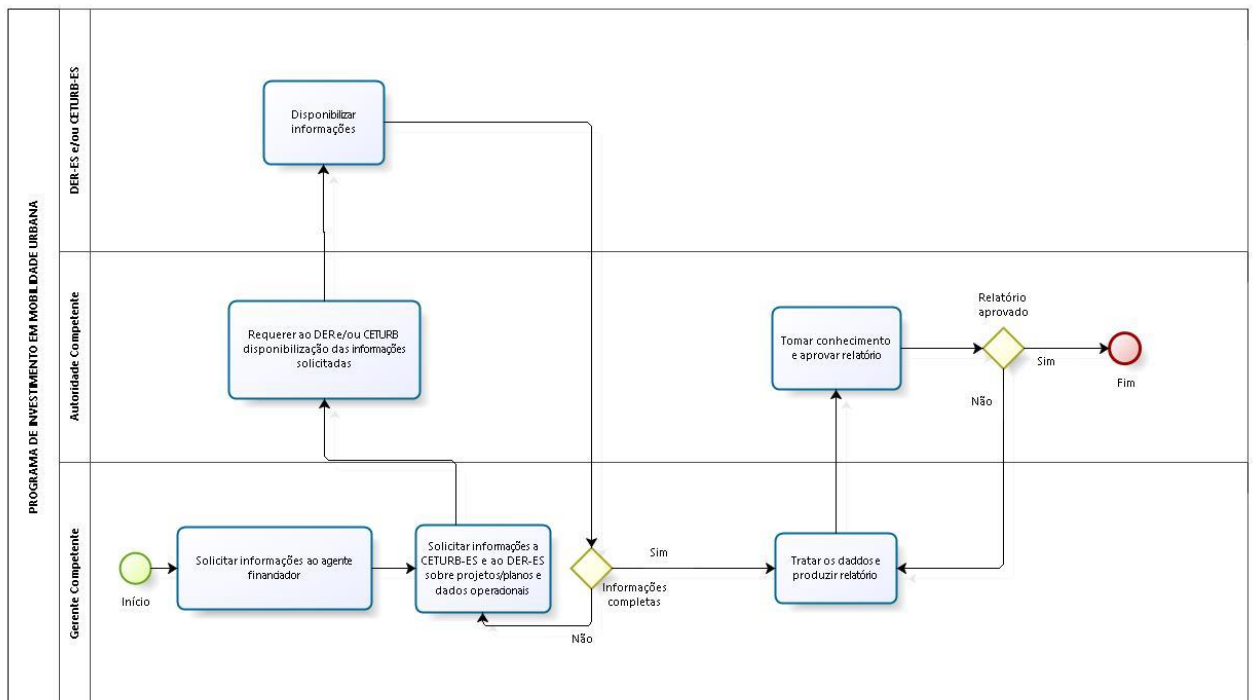 PROGRAMA DE INVESTIMENTO EM MOBILIDADE URBANA
DER-ES e/ou CETURB-ES
Disponibilizar
informações
Autoridade Competente
Requerer ao DER e/ou CETURB
disponibilização das informações
solicitadas
Tomar conhecimento
e aprovar relatório
Relatório
aprovado
Sim
Não
Fim
Gerente Competente
Início
Solicitar informações ao agente
financiador
Solicitar informações a
CETURB-ES e ao DER-ES
sobre projetos/planos e
dados operacionais
Sim
Informações
completas
Não
Tratar os daddos e
produzir relatório